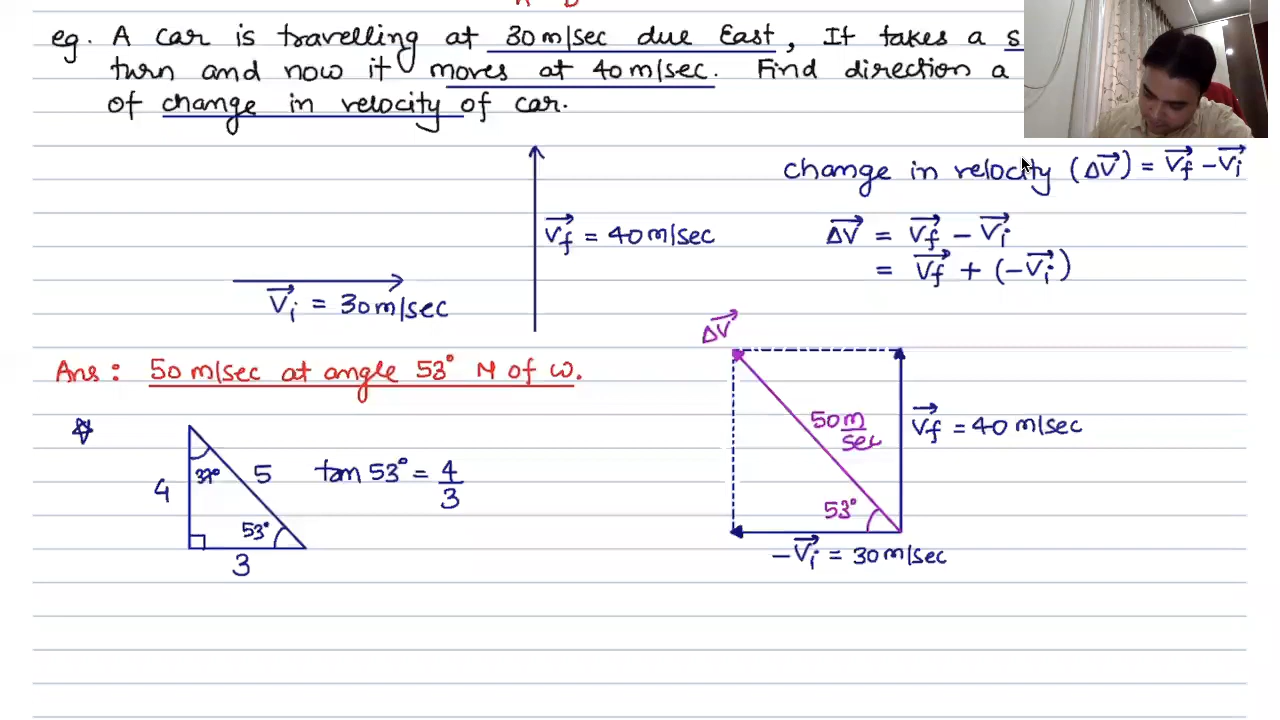 eg. A car is travelling at 30 m/sec due East, It takes a s
turn and now it moves at 40 m/sec. Find direction a
of change in velocity of car.
change in velocity (ΔV⃗) = V⃗f - V⃗i
V⃗f = 40 m/sec
ΔV⃗ = V⃗f - V⃗i
= V⃗f + (-V⃗i)
V⃗i = 30 m/sec
ΔV⃗
Ans: 50 m/sec at angle 53° N of W.
50 m/sec
V⃗f = 40 m/sec
4
37°
5
53°
3
tan 53° = 4/3
53°
-V⃗i = 30 m/sec